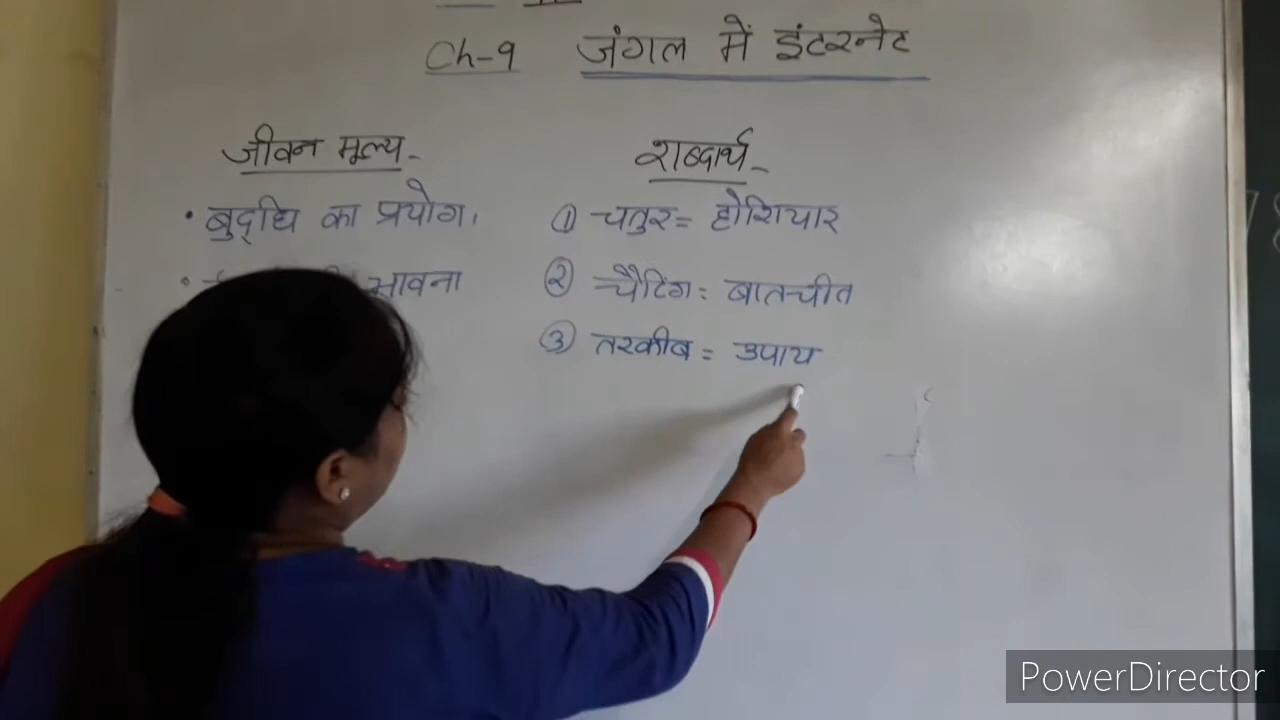 Ch-9 जंगल में इंटरनेट
जीवन मूल्य-
• बुद्धि का प्रयोग।
• भावना
शब्दार्थ-
① चतुर = होशियार
② चैटिंग : बातचीत
③ तरकीब = उपाय
PowerDirector